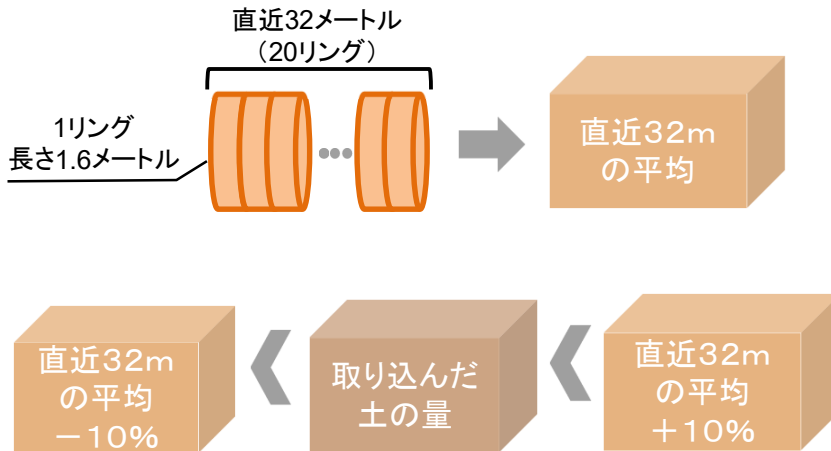 直近32メートル
（20リング）
1リング
長さ1.6メートル
直近32ｍ
の平均
直近32ｍ
の平均
－10%
取り込んだ
土の量
直近32ｍ
の平均
＋10%